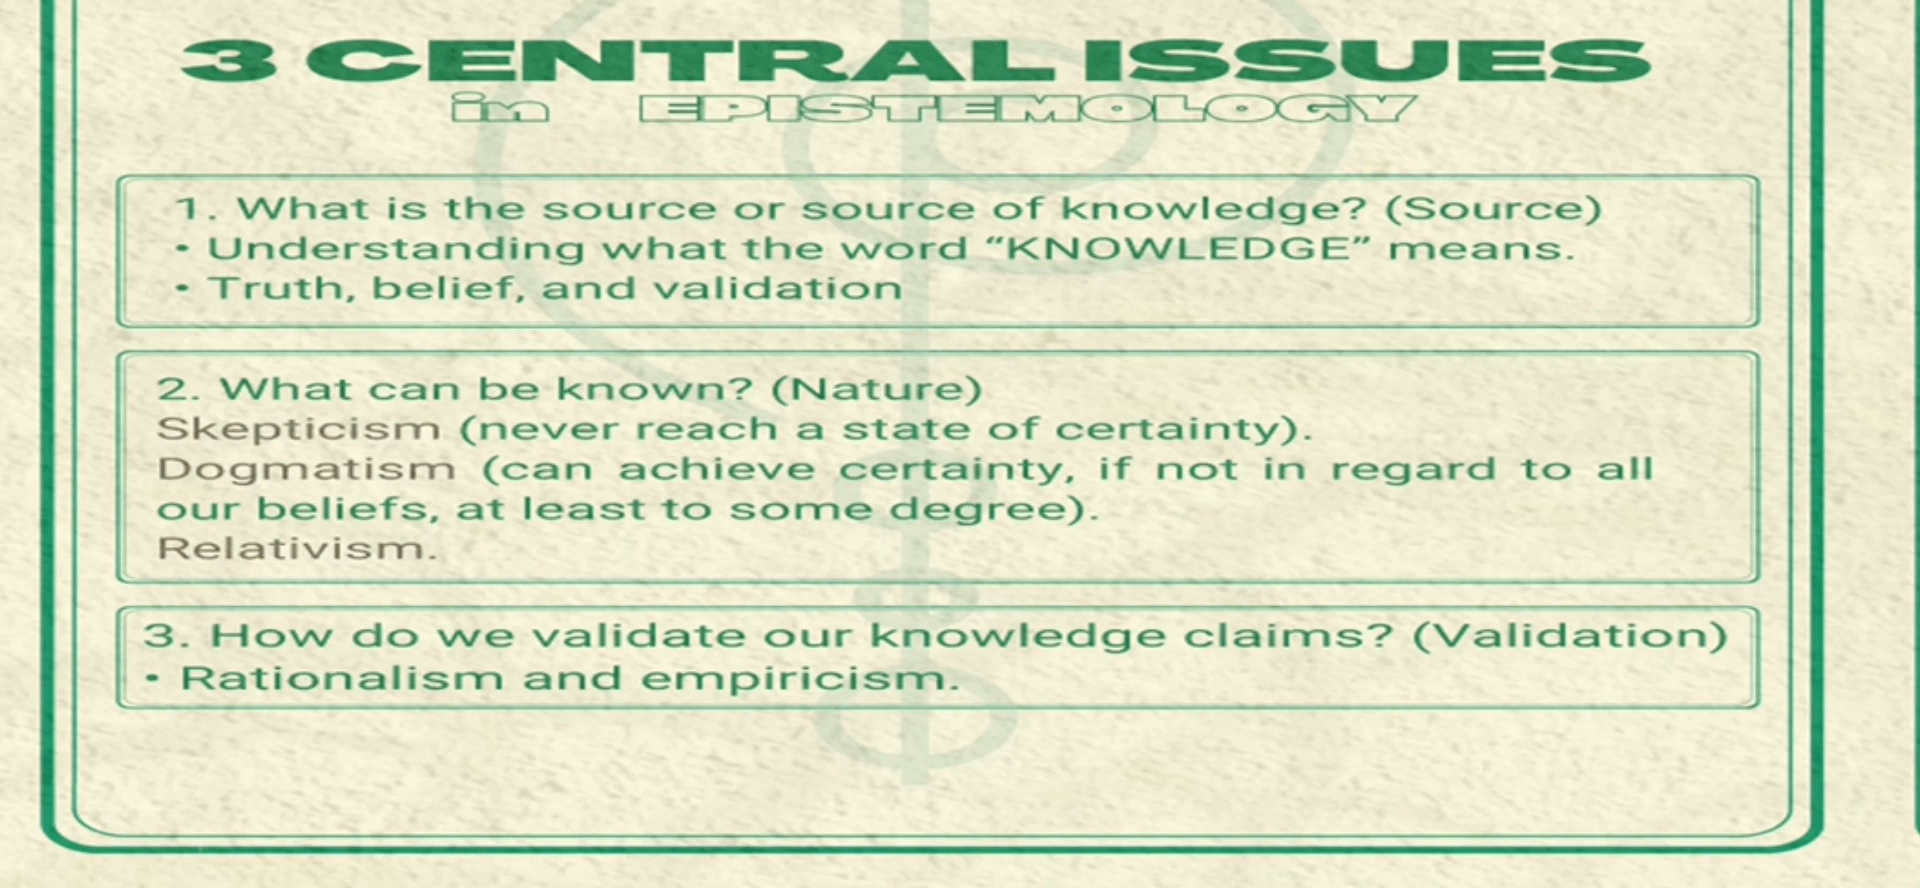 3 CENTRAL ISSUES
in EPISTEMOLOGY
1. What is the source or source of knowledge? (Source)
• Understanding what the word “KNOWLEDGE” means.
• Truth, belief, and validation
2. What can be known? (Nature)
Skepticism (never reach a state of certainty).
Dogmatism (can achieve certainty, if not in regard to all
our beliefs, at least to some degree).
Relativism.
3. How do we validate our knowledge claims? (Validation)
• Rationalism and empiricism.